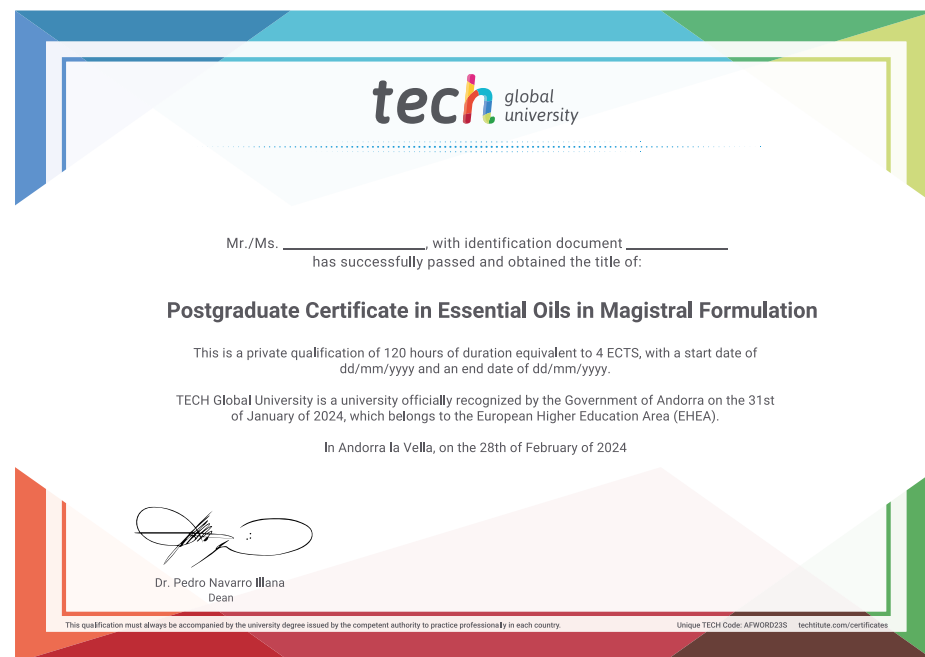 tech global university
Mr./Ms. ____________, with identification document ____________
has successfully passed and obtained the title of:
Postgraduate Certificate in Essential Oils in Magistral Formulation
This is a private qualification of 120 hours of duration equivalent to 4 ECTS, with a start date of
dd/mm/yyyy and an end date of dd/mm/yyyy.
TECH Global University is a university officially recognized by the Government of Andorra on the 31st
of January of 2024, which belongs to the European Higher Education Area (EHEA).
In Andorra la Vella, on the 28th of February of 2024
Dr. Pedro Navarro Illana
Dean
This qualification must always be accompanied by the university degree issued by the competent authority to practice professionally in each country.
Unique TECH Code: AFWORD23S techtitute.com/certificates